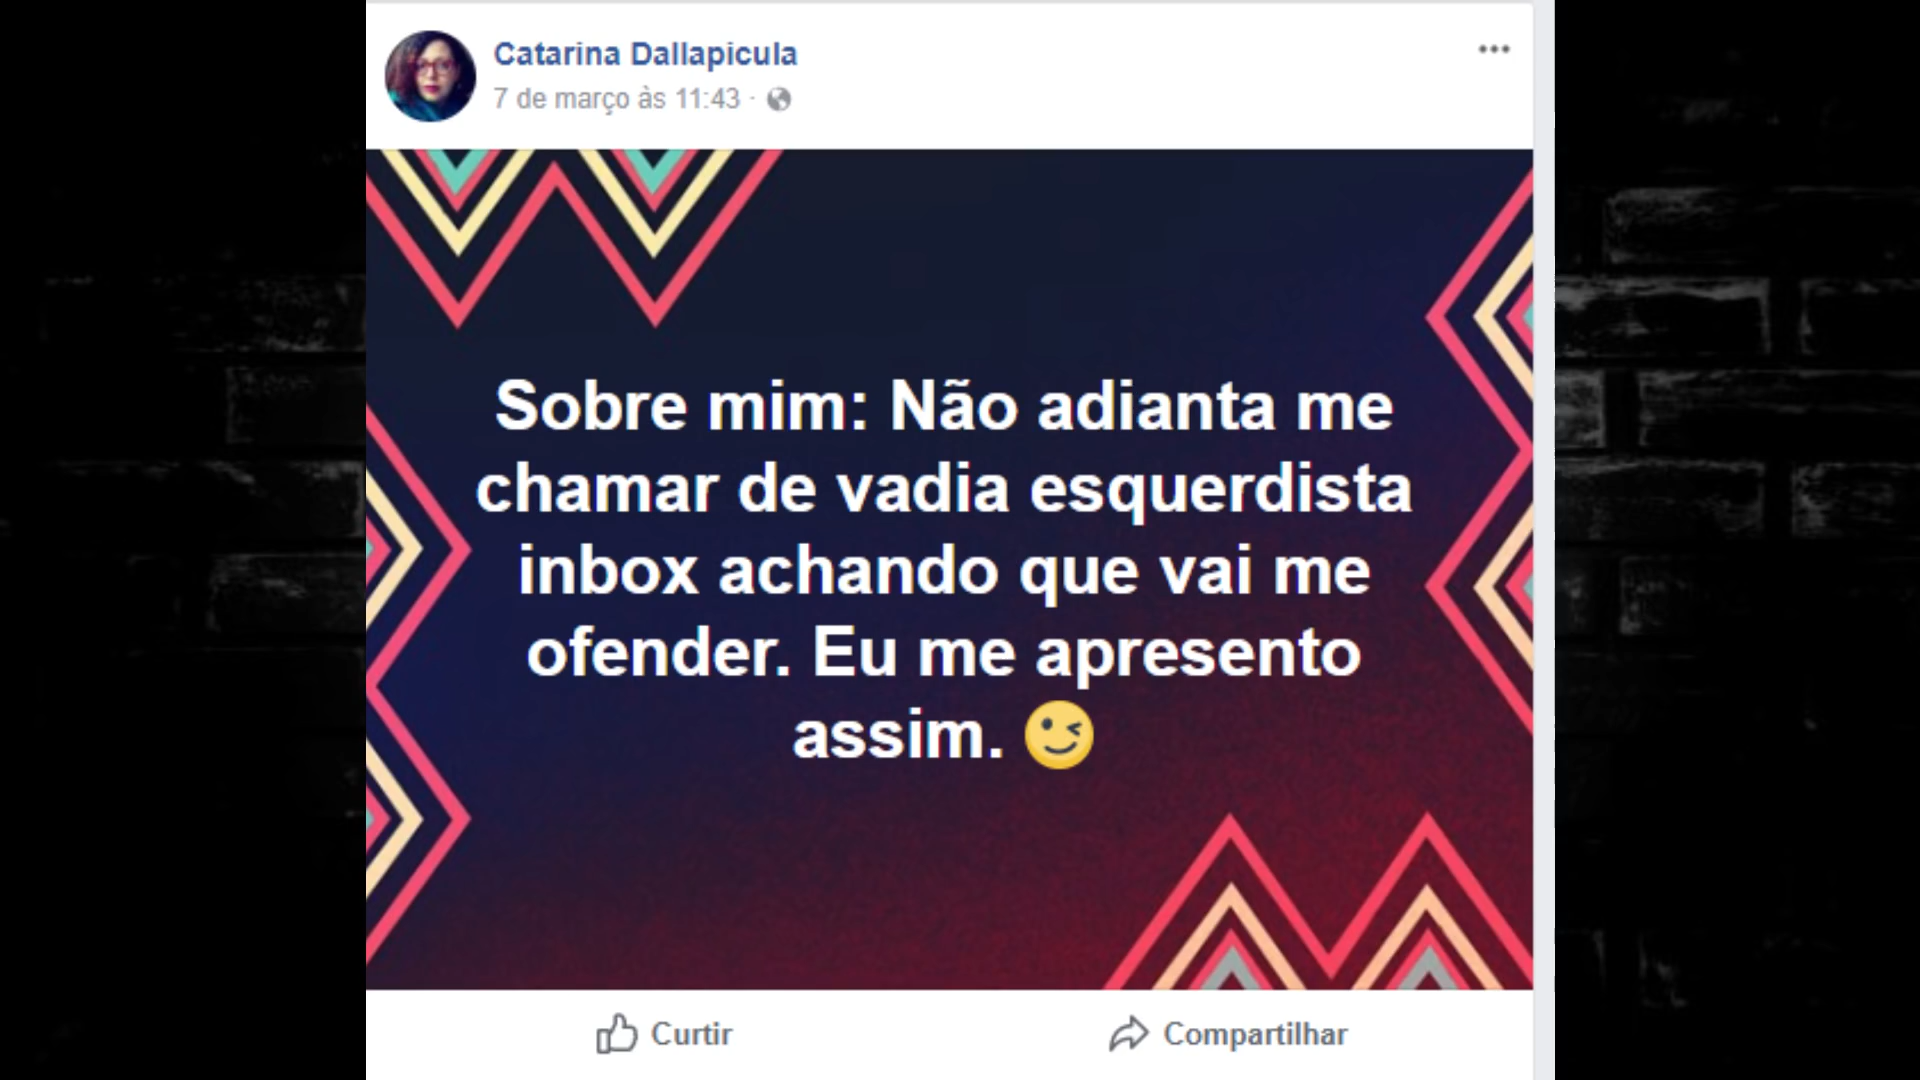 Catarina Dallapicula
7 de março às 11:43 ·
Sobre mim: Não adianta me
chamar de vadia esquerdista
inbox achando que vai me
ofender. Eu me apresento
assim. 😉
Curtir
Compartilhar